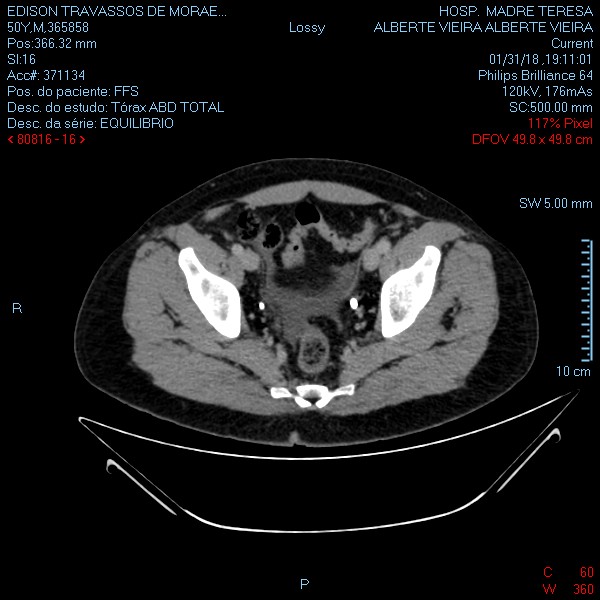 EDISON TRAVASSOS DE MORAE...
50Y,M,365858
Pos:366.32 mm
SI:16
Acc#: 371134
Pos. do paciente: FFS
Desc. do estudo: Tórax ABD TOTAL
Desc. da série: EQUILIBRIO
< 80816 - 16 >
Lossy
HOSP. MADRE TERESA
ALBERTE VIEIRA ALBERTE VIEIRA
Current
01/31/18 ,19:11:01
Philips Brilliance 64
120kV, 176mAs
SC:500.00 mm
117% Pixel
DFOV 49.8 x 49.8 cm
SW 5.00 mm
R
10 cm
P
C 60
W 360